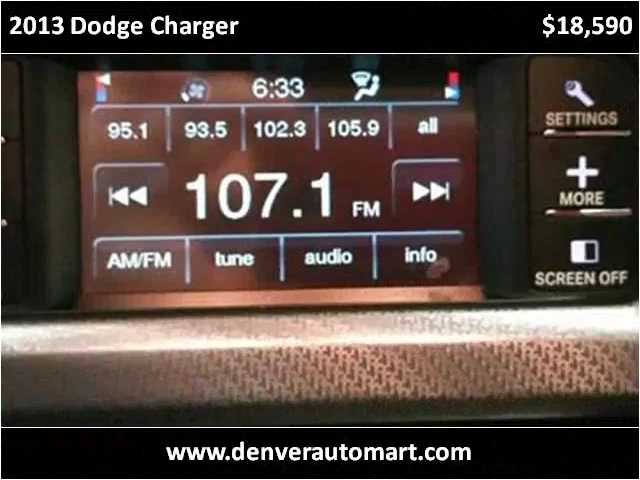 2013 Dodge Charger $18,590
6:33
95.1 93.5 102.3 105.9 all
SETTINGS
107.1 FM
MORE
AM/FM tune audio info
SCREEN OFF
www.denverautomart.com